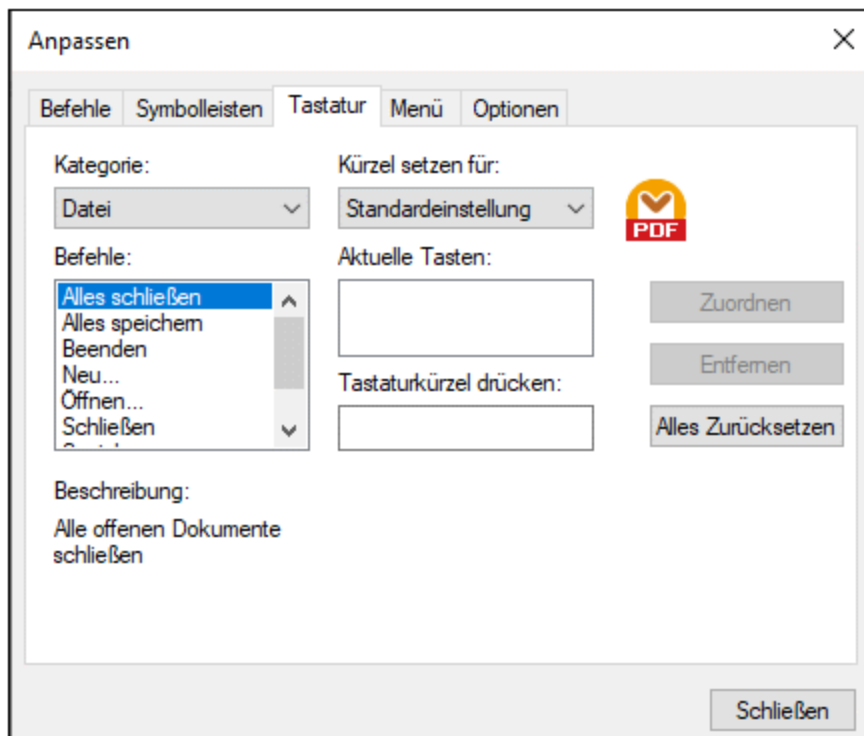 Anpassen
Befehle Symbolleisten Tastatur Menü Optionen
Kategorie: Kürzel setzen für:
Datei Standardeinstellung
PDF
Befehle: Aktuelle Tasten:
Alles schließen
Alles speichern
Zuordnen
Beenden
Neu...
Entfernen
Öffnen...
Tastaturkürzel drücken:
Schließen
Alles Zurücksetzen
Beschreibung:
Alle offenen Dokumente
schließen
Schließen